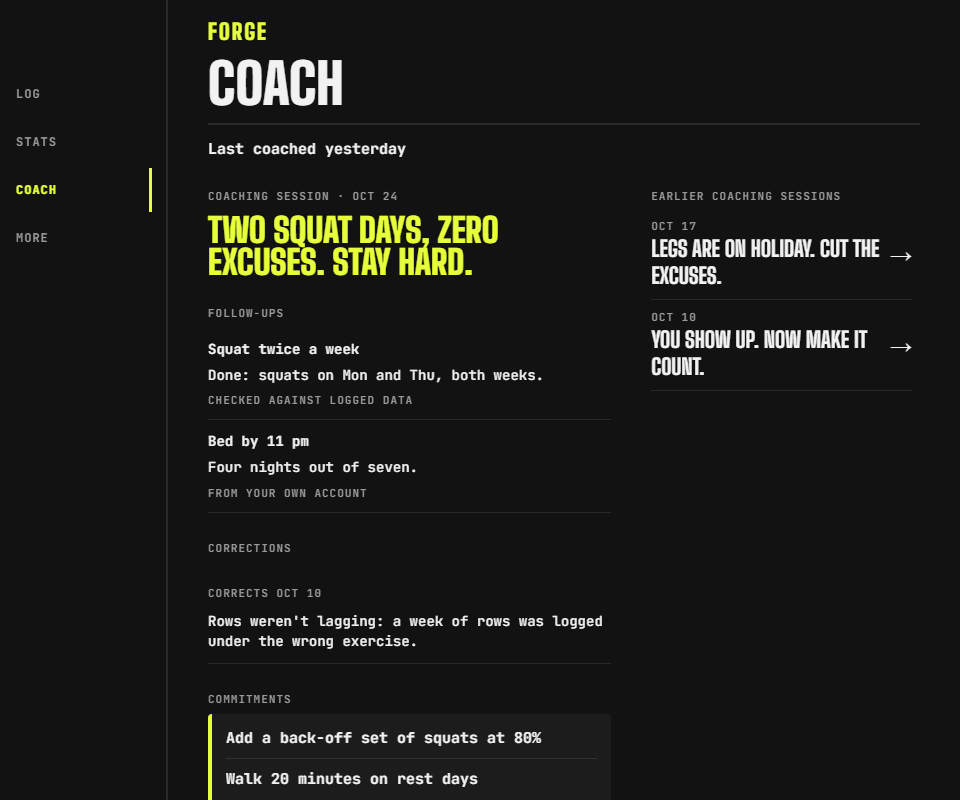 LOG
STATS
COACH
MORE
FORGE
COACH
Last coached yesterday
COACHING SESSION · OCT 24
TWO SQUAT DAYS, ZERO
EXCUSES. STAY HARD.
FOLLOW-UPS
Squat twice a week
Done: squats on Mon and Thu, both weeks.
CHECKED AGAINST LOGGED DATA
Bed by 11 pm
Four nights out of seven.
FROM YOUR OWN ACCOUNT
CORRECTIONS
CORRECTS OCT 10
Rows weren't lagging: a week of rows was logged
under the wrong exercise.
COMMITMENTS
Add a back-off set of squats at 80%
Walk 20 minutes on rest days
EARLIER COACHING SESSIONS
OCT 17
LEGS ARE ON HOLIDAY. CUT THE →
EXCUSES.
OCT 10
YOU SHOW UP. NOW MAKE IT →
COUNT.